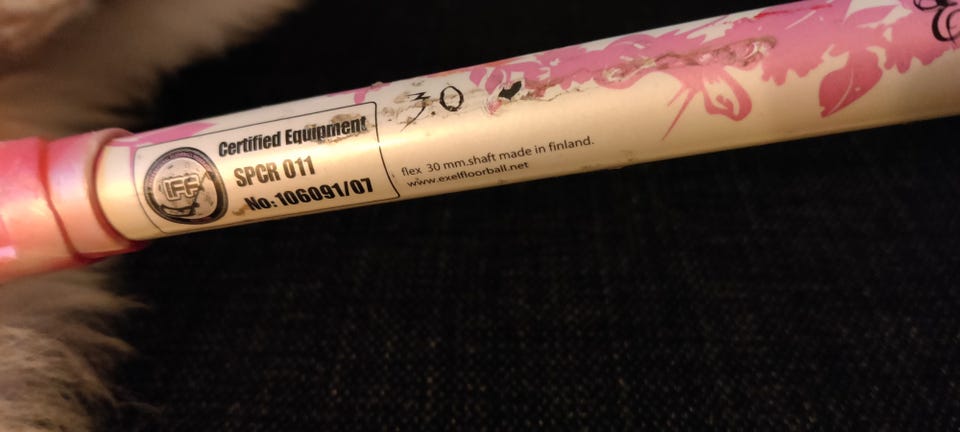 IFF
Certified Equipment
SPCR 011
No: 106091/07
3.0
flex 30 mm.shaft made in finland.
www.exelfloorball.net